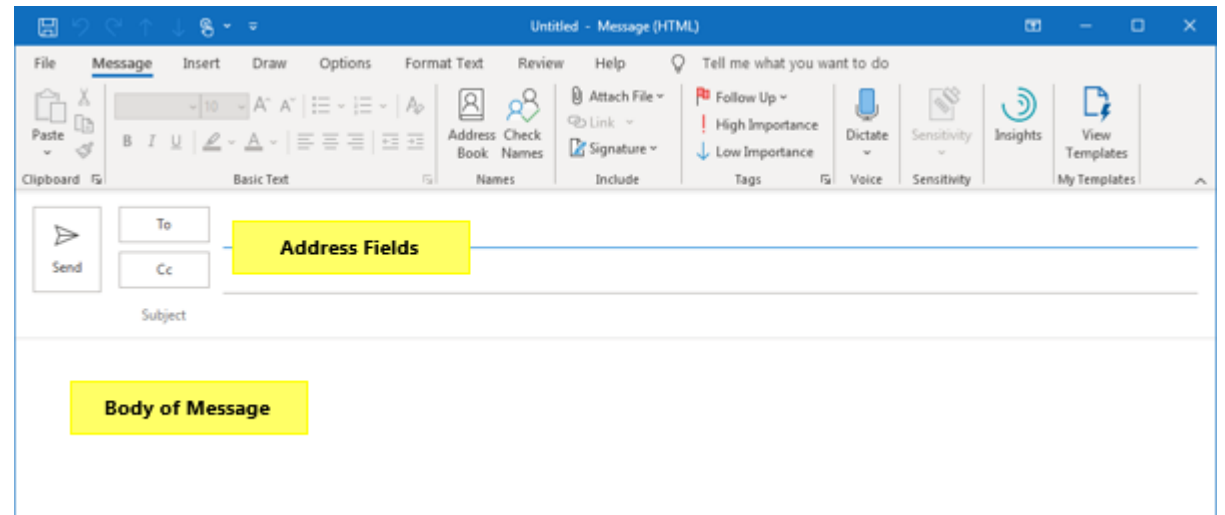 Untitled - Message (HTML)
File Message Insert Draw Options Format Text Review Help Tell me what you want to do
Paste
10
B I U A
Address Book
Check Names
Attach File
Link
Signature
Follow Up
High Importance
Low Importance
Dictate
Sensitivity
Insights
View Templates
Clipboard Basic Text Names Include Tags Voice Sensitivity My Templates
Send
To
Address Fields
Cc
Subject
Body of Message